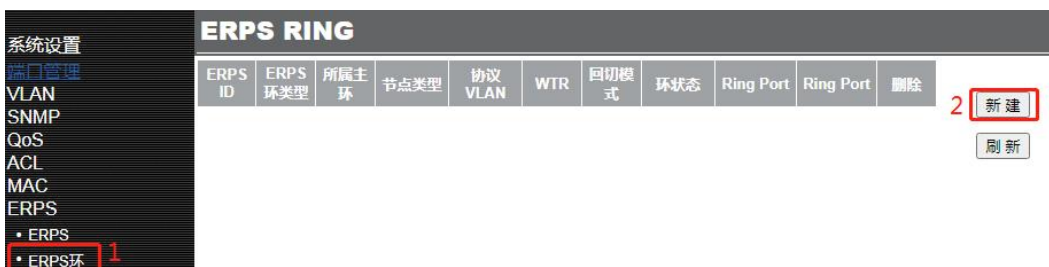 ERPS RING
系统设置
端口管理
VLAN
SNMP
QoS
ACL
MAC
ERPS
• ERPS
• ERPS环
1
ERPS ID
ERPS 环类型
所属主环
节点类型
协议 VLAN
WTR
回切模式
环状态
Ring Port
Ring Port
删除
2
新建
刷新